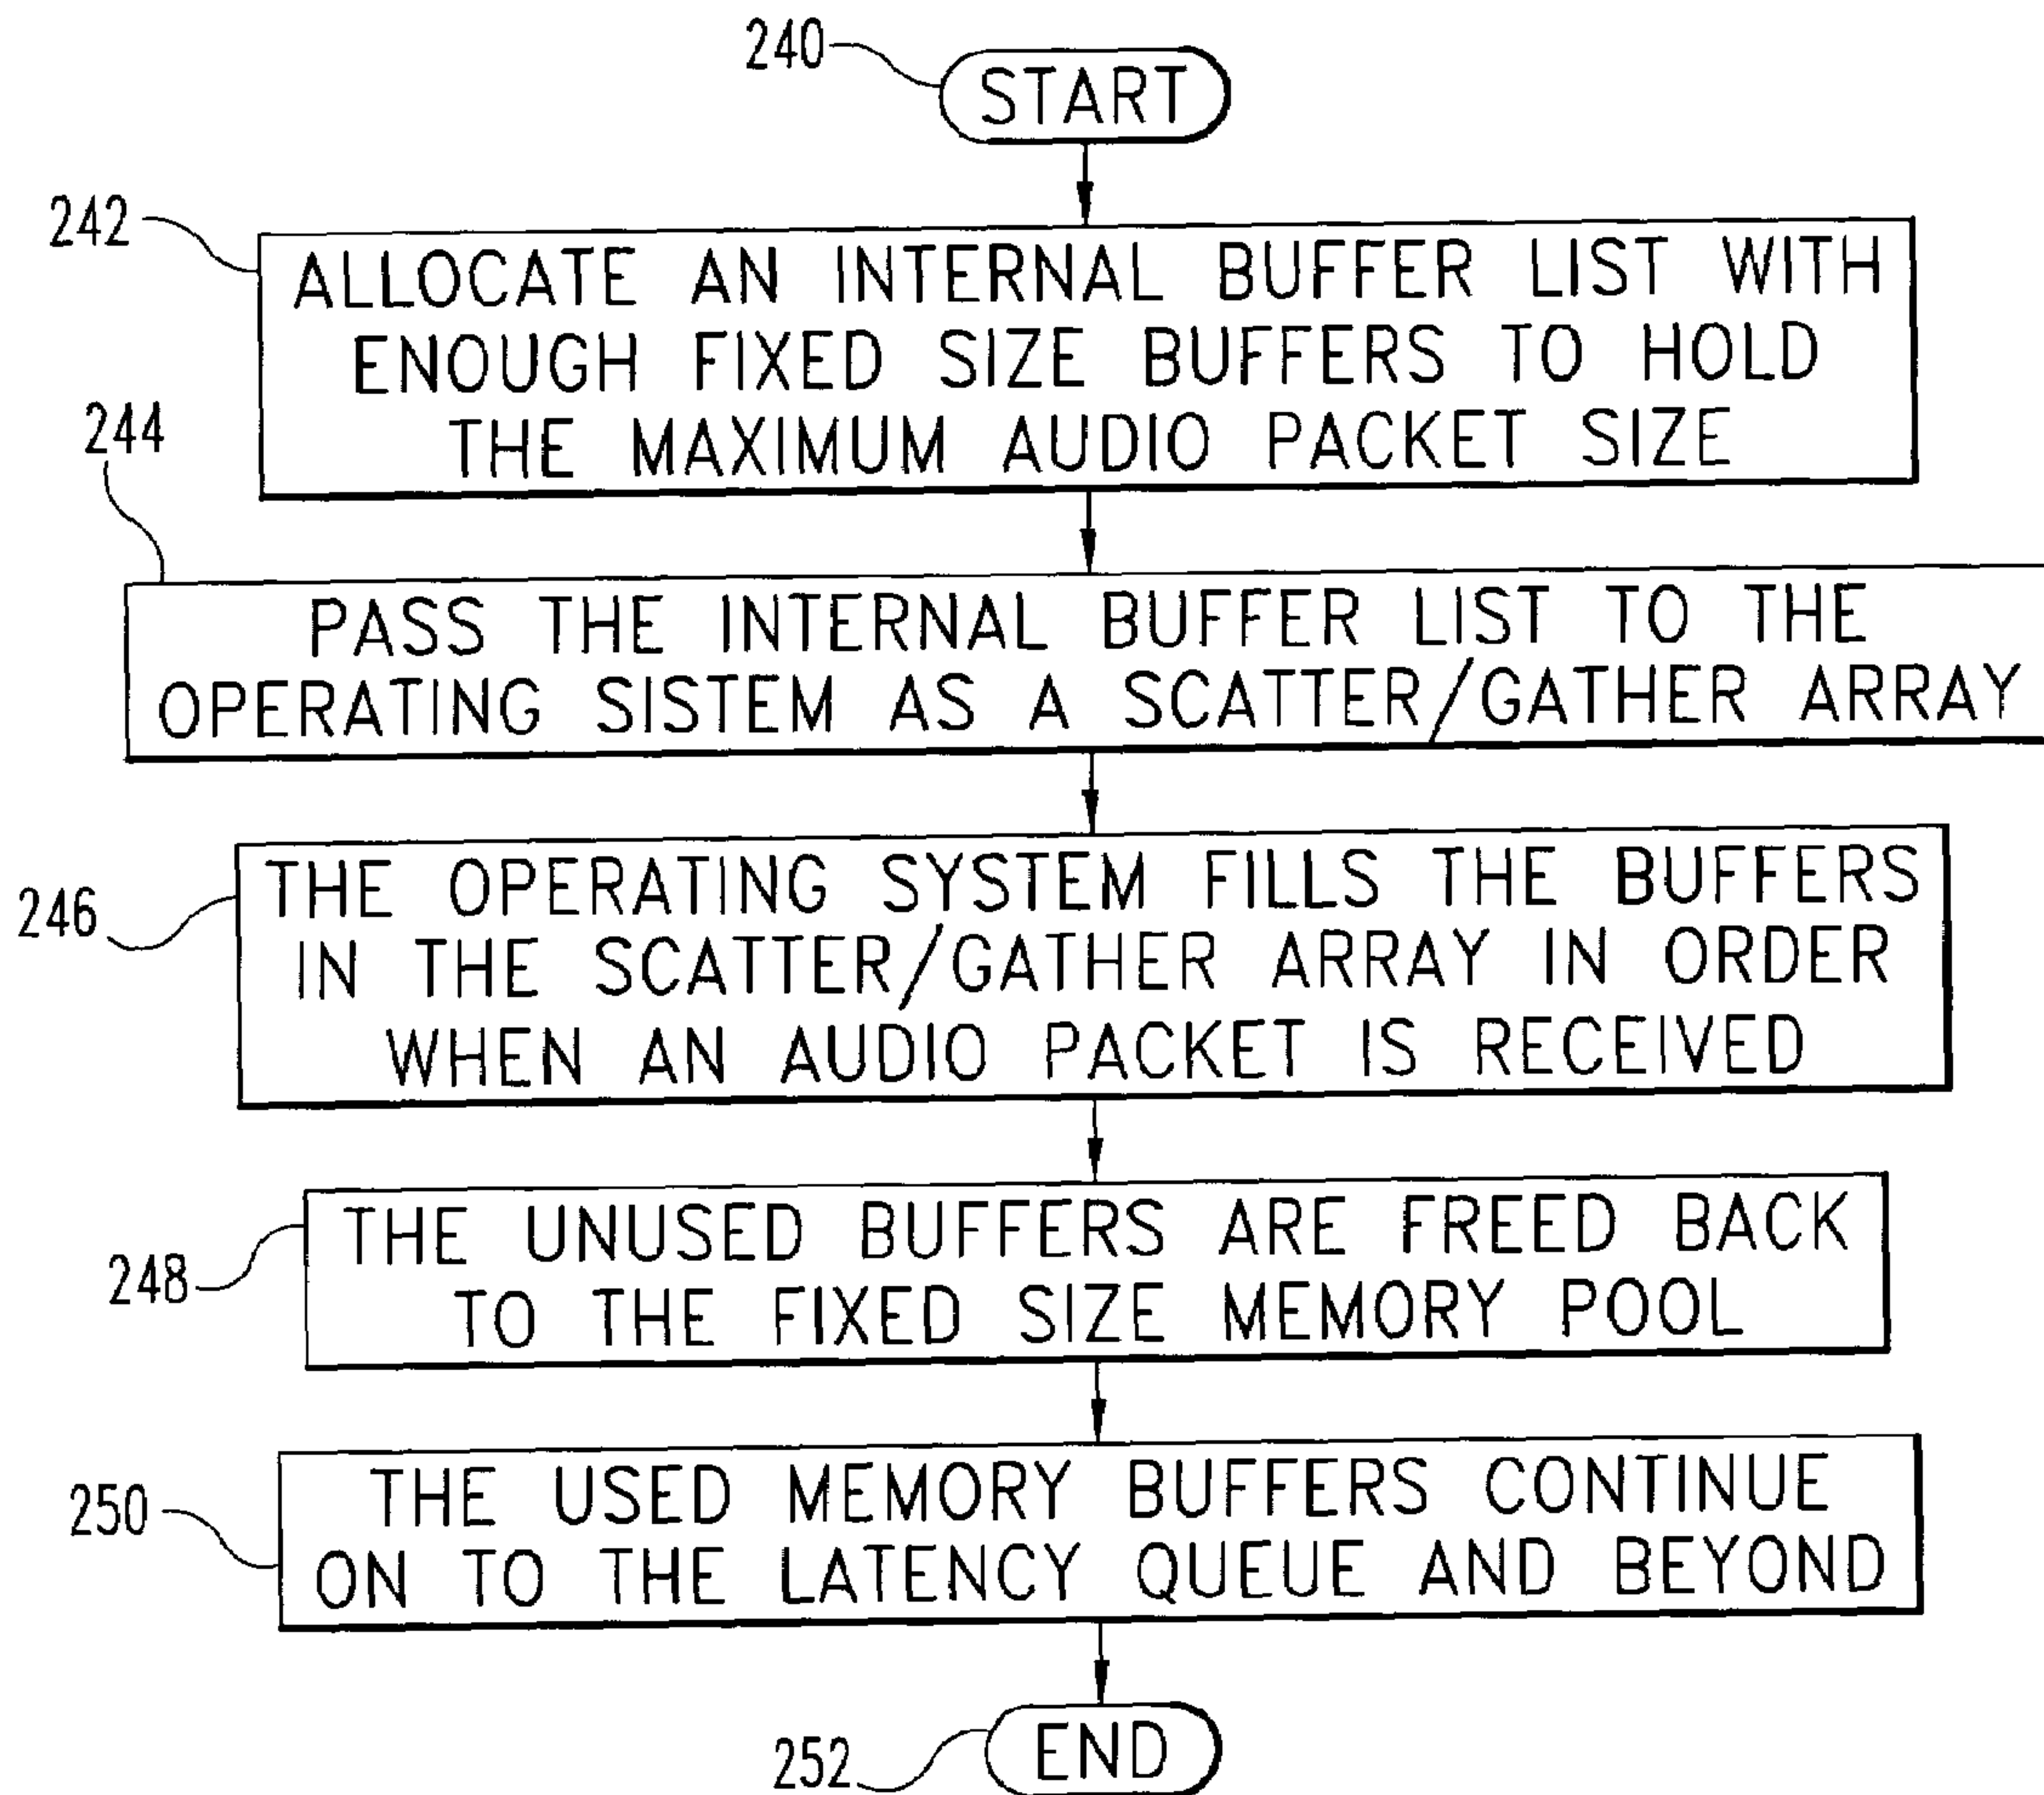 240
START
242
ALLOCATE AN INTERNAL BUFFER LIST WITH
ENOUGH FIXED SIZE BUFFERS TO HOLD
THE MAXIMUM AUDIO PACKET SIZE
244
PASS THE INTERNAL BUFFER LIST TO THE
OPERATING SISTEM AS A SCATTER/GATHER ARRAY
246
THE OPERATING SYSTEM FILLS THE BUFFERS
IN THE SCATTER/GATHER ARRAY IN ORDER
WHEN AN AUDIO PACKET IS RECEIVED
248
THE UNUSED BUFFERS ARE FREED BACK
TO THE FIXED SIZE MEMORY POOL
250
THE USED MEMORY BUFFERS CONTINUE
ON TO THE LATENCY QUEUE AND BEYOND
252
END